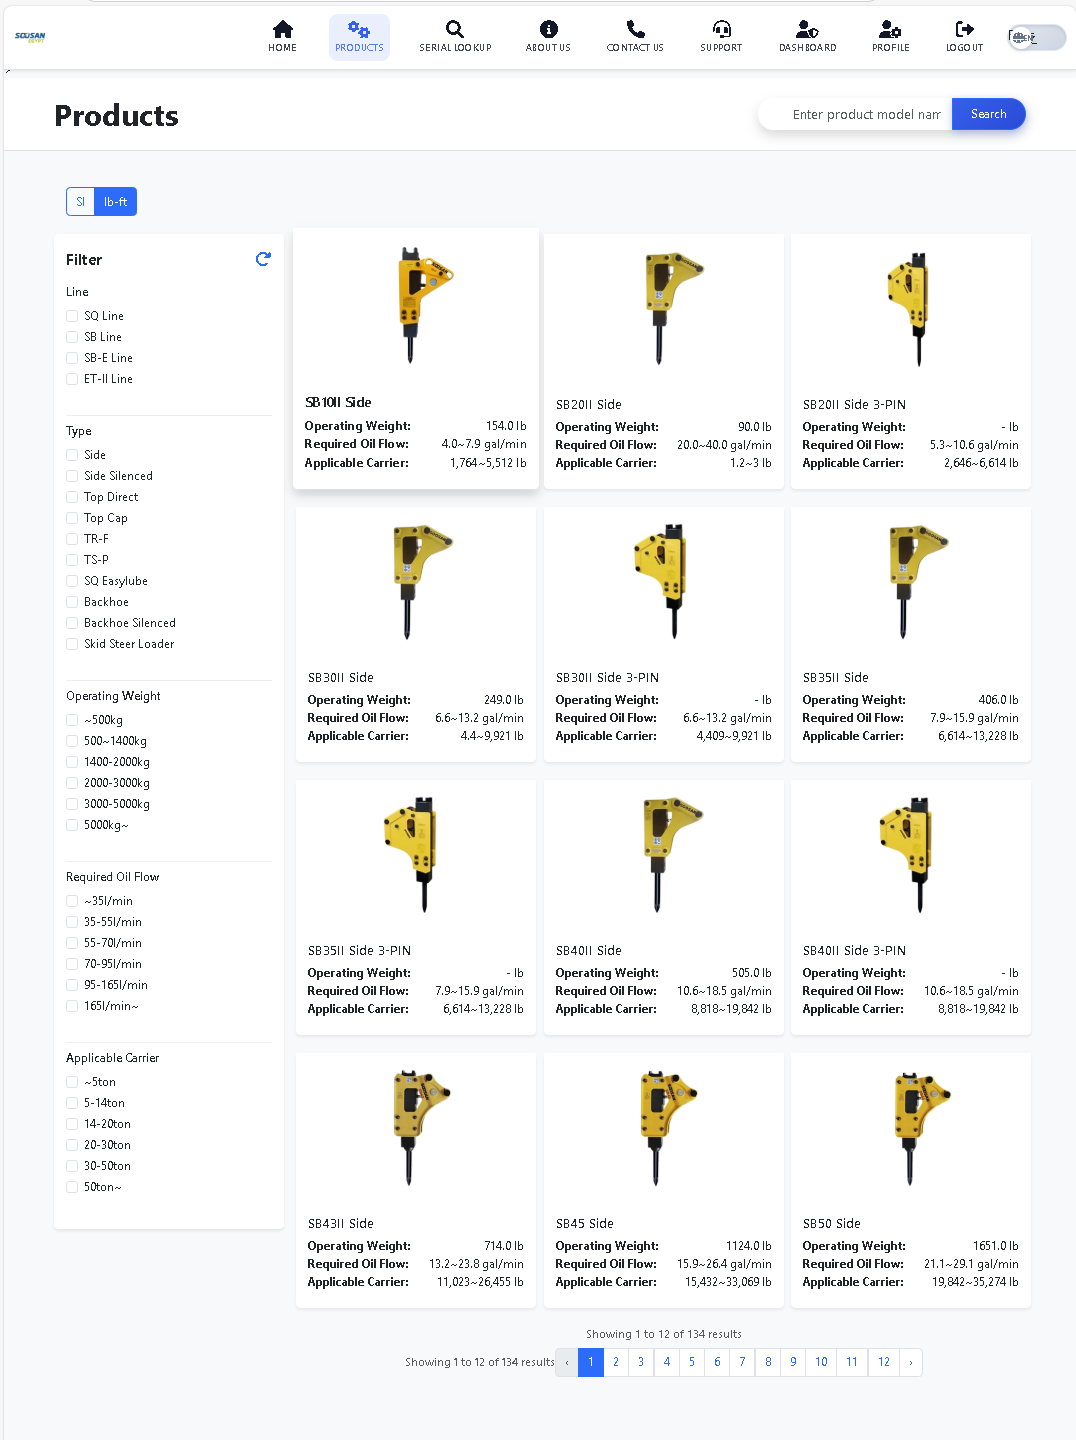 SOUSAN
EGYPT
HOME
PRODUCTS
SERIAL LOOKUP
ABOUT US
CONTACT US
SUPPORT
DASHBOARD
PROFILE
LOGOUT
EN
Products
Enter product model nam
Search
SI
lb-ft
Filter
Line
SQ Line
SB Line
SB-E Line
ET-II Line
Type
Side
Side Silenced
Top Direct
Top Cap
TR-F
TS-P
SQ Easylube
Backhoe
Backhoe Silenced
Skid Steer Loader
Operating Weight
~500kg
500~1400kg
1400-2000kg
2000-3000kg
3000-5000kg
5000kg~
Required Oil Flow
~35l/min
35-55l/min
55-70l/min
70-95l/min
95-165l/min
165l/min~
Applicable Carrier
~5ton
5-14ton
14-20ton
20-30ton
30-50ton
50ton~
SB10II Side
Operating Weight: 154.0 lb
Required Oil Flow: 4.0~7.9 gal/min
Applicable Carrier: 1,764~5,512 lb
SB20II Side
Operating Weight: 90.0 lb
Required Oil Flow: 20.0~40.0 gal/min
Applicable Carrier: 1.2~3 lb
SB20II Side 3-PIN
Operating Weight: - lb
Required Oil Flow: 5.3~10.6 gal/min
Applicable Carrier: 2,646~6,614 lb
SB30II Side
Operating Weight: 249.0 lb
Required Oil Flow: 6.6~13.2 gal/min
Applicable Carrier: 4.4~9,921 lb
SB30II Side 3-PIN
Operating Weight: - lb
Required Oil Flow: 6.6~13.2 gal/min
Applicable Carrier: 4,409~9,921 lb
SB35II Side
Operating Weight: 406.0 lb
Required Oil Flow: 7.9~15.9 gal/min
Applicable Carrier: 6,614~13,228 lb
SB35II Side 3-PIN
Operating Weight: - lb
Required Oil Flow: 7.9~15.9 gal/min
Applicable Carrier: 6,614~13,228 lb
SB40II Side
Operating Weight: 505.0 lb
Required Oil Flow: 10.6~18.5 gal/min
Applicable Carrier: 8,818~19,842 lb
SB40II Side 3-PIN
Operating Weight: - lb
Required Oil Flow: 10.6~18.5 gal/min
Applicable Carrier: 8,818~19,842 lb
SB43II Side
Operating Weight: 714.0 lb
Required Oil Flow: 13.2~23.8 gal/min
Applicable Carrier: 11,023~26,455 lb
SB45 Side
Operating Weight: 1124.0 lb
Required Oil Flow: 15.9~26.4 gal/min
Applicable Carrier: 15,432~33,069 lb
SB50 Side
Operating Weight: 1651.0 lb
Required Oil Flow: 21.1~29.1 gal/min
Applicable Carrier: 19,842~35,274 lb
Showing 1 to 12 of 134 results
Showing 1 to 12 of 134 results ‹ 1 2 3 4 5 6 7 8 9 10 11 12 ›